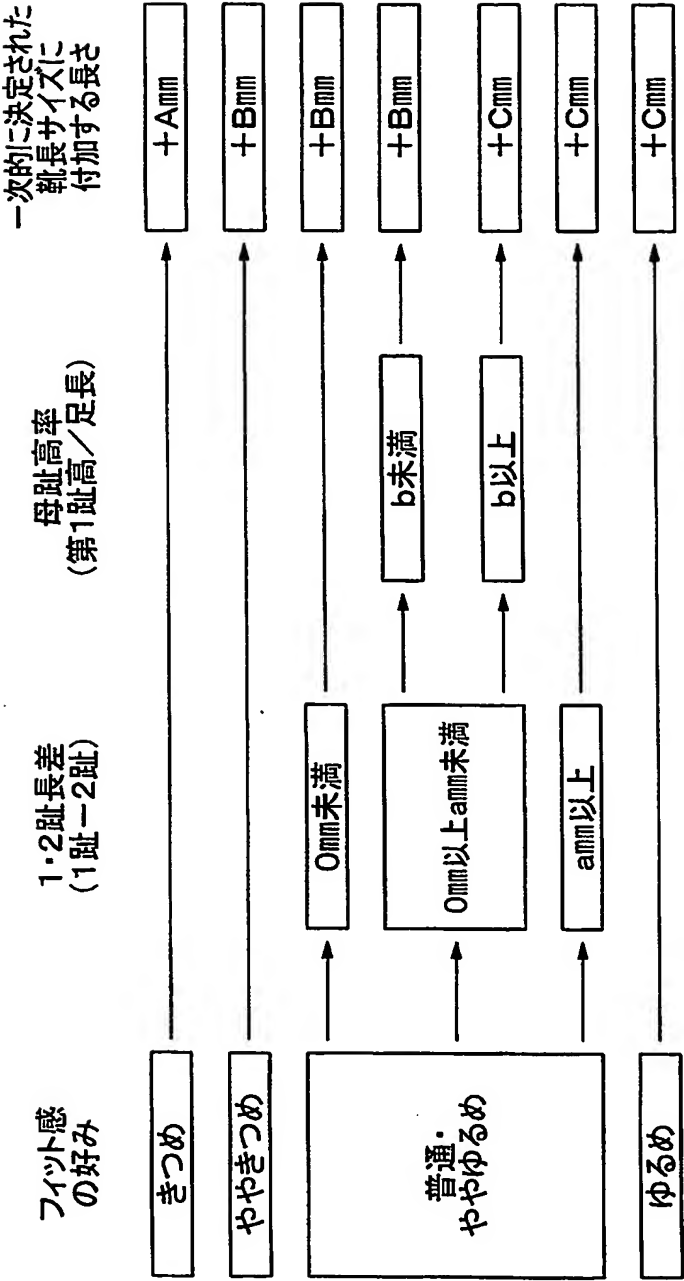 フィット感
の好み
1・2趾長差
(1趾ー2趾)
母趾高率
(第1趾高/足長)
一次的に決定された
靴長サイズに
付加する長さ
きつめ
+Amm
ややきつめ
+Bmm
普通・
ややゆるめ
0mm未満
+Bmm
0mm以上amm未満
b未満
+Bmm
b以上
+Cmm
amm以上
+Cmm
ゆるめ
+Cmm